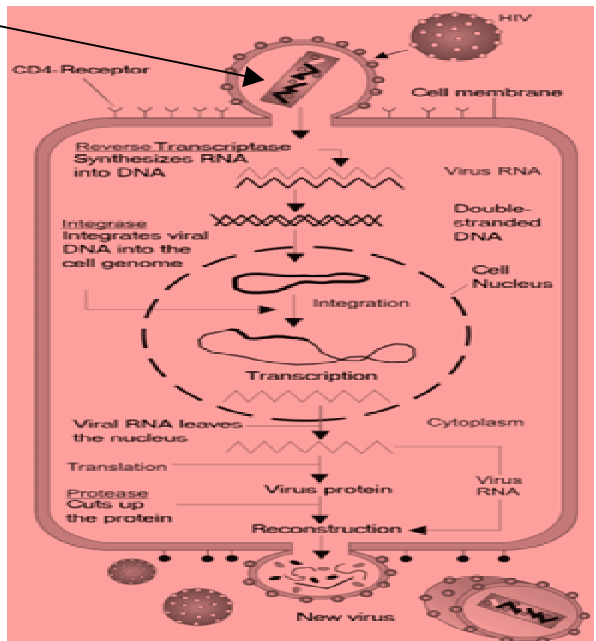 HIV
CD4-Receptor
Cell membrane
Reverse Transcriptase
Synthesizes RNA
into DNA
Virus RNA
Integrase
Integrates viral
DNA into the
cell genome
Double-
stranded
DNA
Cell
Nucleus
Integration
Transcription
Viral RNA leaves
the nucleus
Cytoplasm
Translation
Virus protein
Virus
RNA
Protease
Cuts up
the protein
Reconstruction
New virus